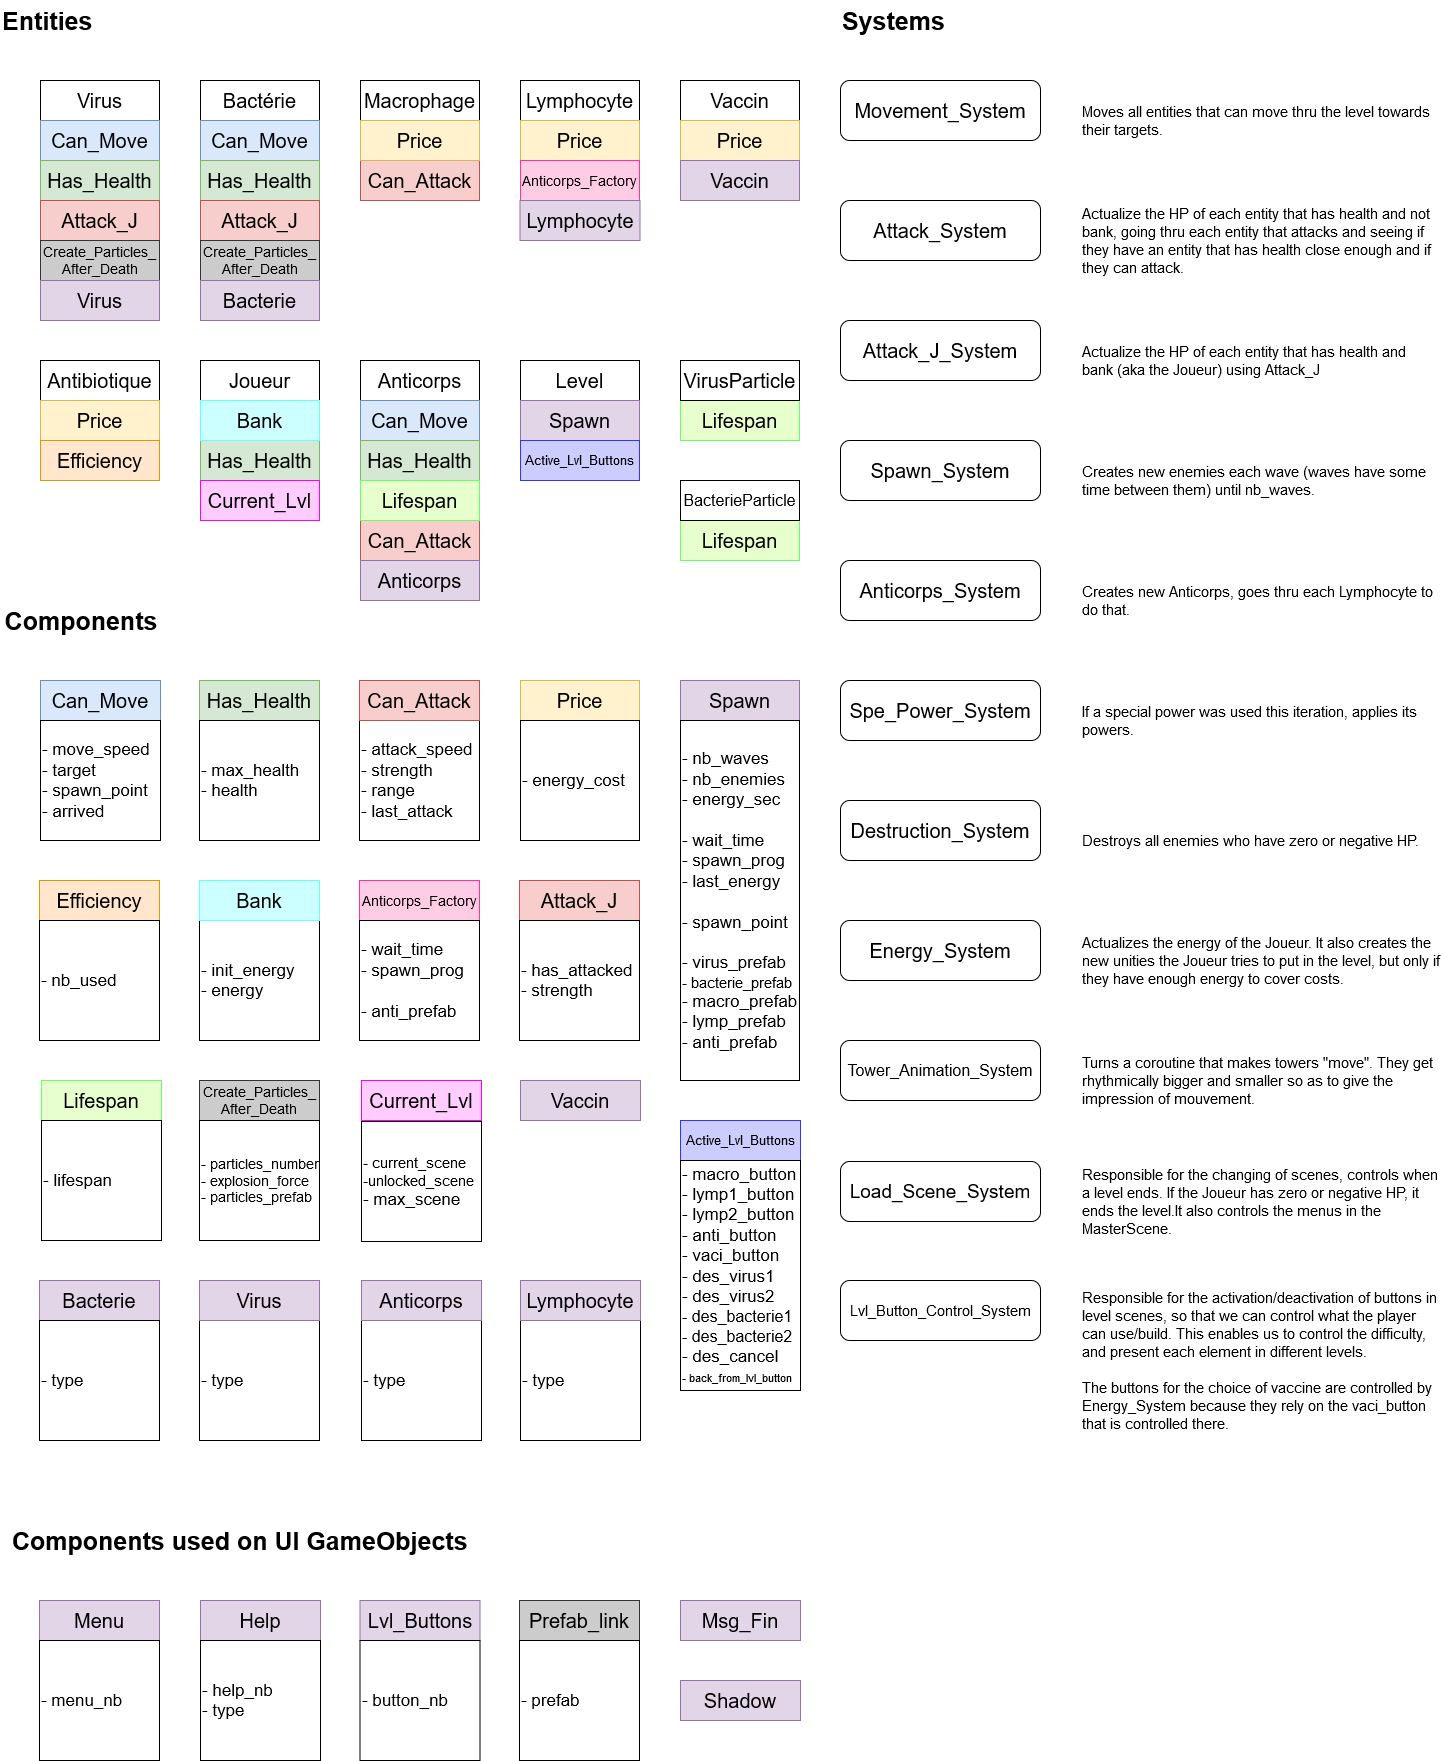 Entities
Virus
Can_Move
Has_Health
Attack_J
Create_Particles_
After_Death
Virus
Bactérie
Can_Move
Has_Health
Attack_J
Create_Particles_
After_Death
Bacterie
Macrophage
Price
Can_Attack
Lymphocyte
Price
Anticorps_Factory
Lymphocyte
Vaccin
Price
Vaccin
Antibiotique
Price
Efficiency
Joueur
Bank
Has_Health
Current_Lvl
Anticorps
Can_Move
Has_Health
Lifespan
Can_Attack
Anticorps
Level
Spawn
Active_Lvl_Buttons
VirusParticle
Lifespan
BacterieParticle
Lifespan
Components
Can_Move
- move_speed
- target
- spawn_point
- arrived
Has_Health
- max_health
- health
Can_Attack
- attack_speed
- strength
- range
- last_attack
Price
- energy_cost
Spawn
- nb_waves
- nb_enemies
- energy_sec
- wait_time
- spawn_prog
- last_energy
- spawn_point
- virus_prefab
- bacterie_prefab
- macro_prefab
- lymp_prefab
- anti_prefab
Efficiency
- nb_used
Bank
- init_energy
- energy
Anticorps_Factory
- wait_time
- spawn_prog
- anti_prefab
Attack_J
- has_attacked
- strength
Lifespan
- lifespan
Create_Particles_
After_Death
- particles_number
- explosion_force
- particles_prefab
Current_Lvl
- current_scene
-unlocked_scene
- max_scene
Vaccin
Active_Lvl_Buttons
- macro_button
- lymp1_button
- lymp2_button
- anti_button
- vaci_button
- des_virus1
- des_virus2
- des_bacterie1
- des_bacterie2
- des_cancel
- back_from_lvl_button
Bacterie
- type
Virus
- type
Anticorps
- type
Lymphocyte
- type
Components used on UI GameObjects
Menu
- menu_nb
Help
- help_nb
- type
Lvl_Buttons
- button_nb
Prefab_link
- prefab
Msg_Fin
Shadow
Systems
Movement_System
Moves all entities that can move thru the level towards
their targets.
Attack_System
Actualize the HP of each entity that has health and not
bank, going thru each entity that attacks and seeing if
they have an entity that has health close enough and if
they can attack.
Attack_J_System
Actualize the HP of each entity that has health and
bank (aka the Joueur) using Attack_J
Spawn_System
Creates new enemies each wave (waves have some
time between them) until nb_waves.
Anticorps_System
Creates new Anticorps, goes thru each Lymphocyte to
do that.
Spe_Power_System
If a special power was used this iteration, applies its
powers.
Destruction_System
Destroys all enemies who have zero or negative HP.
Energy_System
Actualizes the energy of the Joueur. It also creates the
new unities the Joueur tries to put in the level, but only if
they have enough energy to cover costs.
Tower_Animation_System
Turns a coroutine that makes towers "move". They get
rhythmically bigger and smaller so as to give the
impression of mouvement.
Load_Scene_System
Responsible for the changing of scenes, controls when
a level ends. If the Joueur has zero or negative HP, it
ends the level.It also controls the menus in the
MasterScene.
Lvl_Button_Control_System
Responsible for the activation/deactivation of buttons in
level scenes, so that we can control what the player
can use/build. This enables us to control the difficulty,
and present each element in different levels.
The buttons for the choice of vaccine are controlled by
Energy_System because they rely on the vaci_button
that is controlled there.